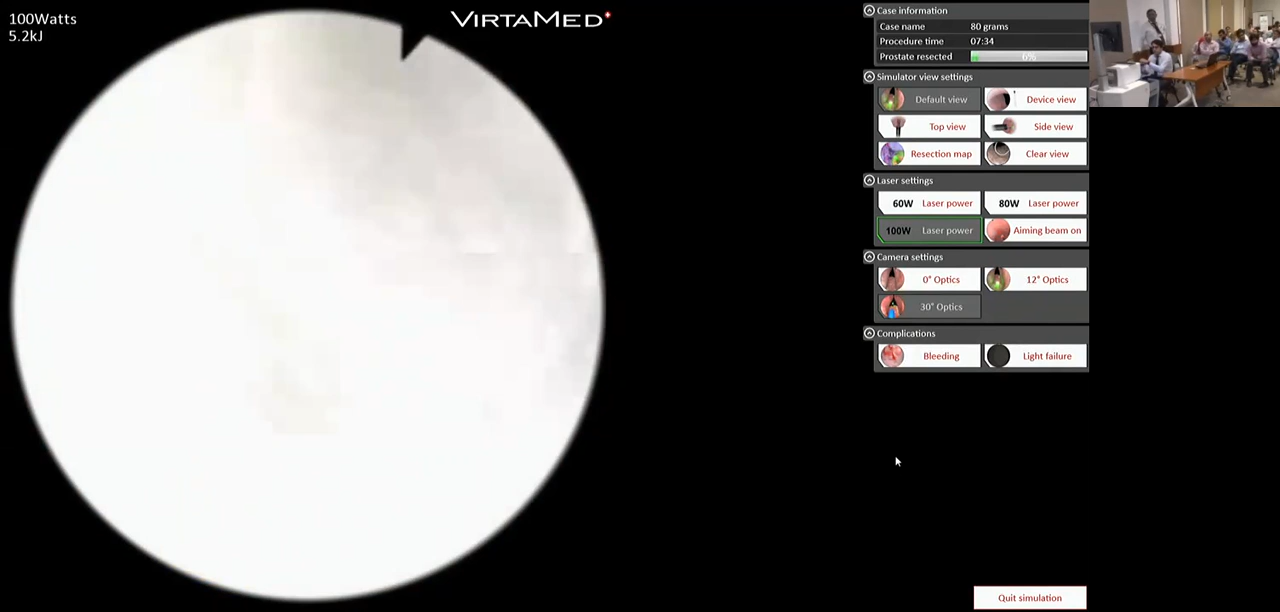 100Watts
5.2kJ
VIRTAMED
Case information
Case name 80 grams
Procedure time 07:34
Prostate resected 6%
Simulator view settings
Default view Device view
Top view Side view
Resection map Clear view
Laser settings
60W Laser power 80W Laser power
100W Laser power Aiming beam on
Camera settings
0° Optics 12° Optics
30° Optics
Complications
Bleeding Light failure
Quit simulation